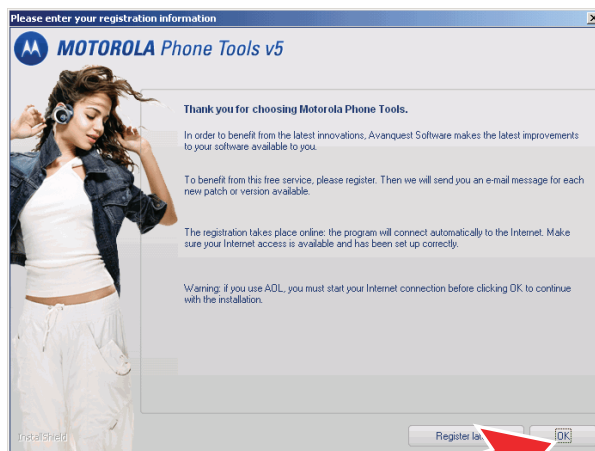 Please enter your registration information
MOTOROLA Phone Tools v5
Thank you for choosing Motorola Phone Tools.
In order to benefit from the latest innovations, Avanquest Software makes the latest improvements
to your software available to you.
To benefit from this free service, please register. Then we will send you an e-mail message for each
new patch or version available.
The registration takes place online: the program will connect automatically to the Internet. Make
sure your Internet access is available and has been set up correctly.
Warning: if you use AOL, you must start your Internet connection before clicking OK to continue
with the installation.
InstallShield
Register
OK